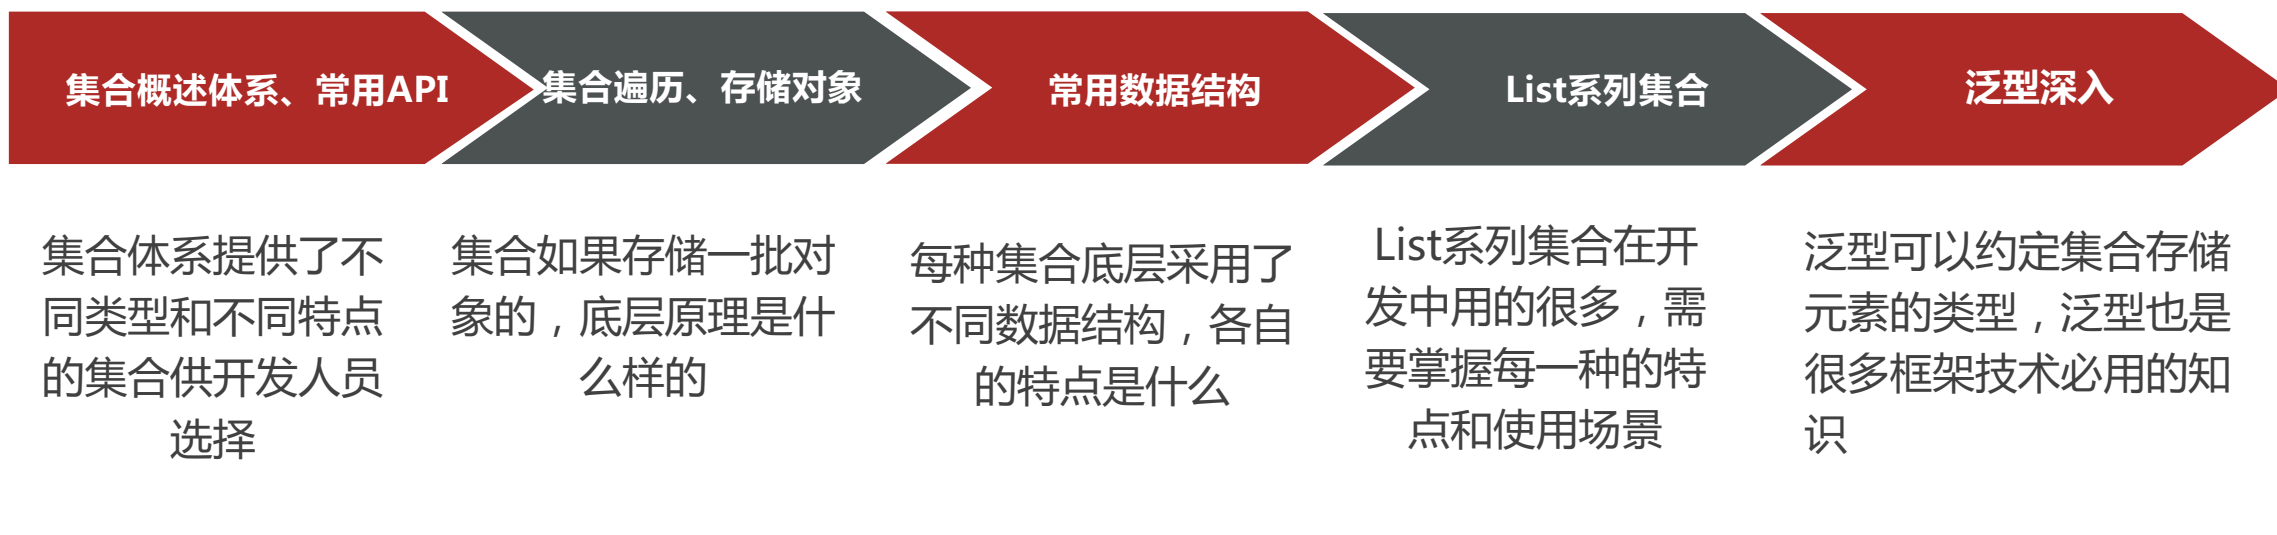 集合概述体系、常用API
集合遍历、存储对象
常用数据结构
List系列集合
泛型深入
集合体系提供了不
同类型和不同特点
的集合供开发人员
选择
集合如果存储一批对
象的，底层原理是什
么样的
每种集合底层采用了
不同数据结构，各自
的特点是什么
List系列集合在开
发中用的很多，需
要掌握每一种的特
点和使用场景
泛型可以约定集合存储
元素的类型，泛型也是
很多框架技术必用的知
识